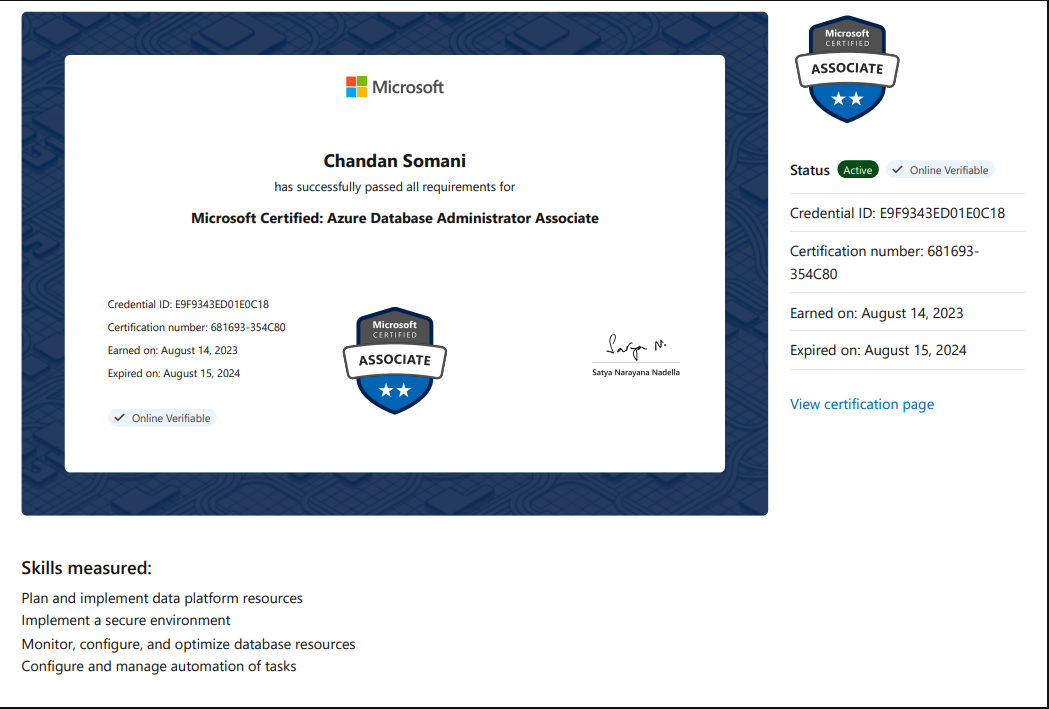 Microsoft
Chandan Somani
has successfully passed all requirements for
Microsoft Certified: Azure Database Administrator Associate
Credential ID: E9F9343ED01E0C18
Certification number: 681693-354C80
Earned on: August 14, 2023
Expired on: August 15, 2024
Online Verifiable
Microsoft
CERTIFIED
ASSOCIATE
Satya N.
Satya Narayana Nadella
Microsoft
CERTIFIED
ASSOCIATE
Status Active Online Verifiable
Credential ID: E9F9343ED01E0C18
Certification number: 681693-
354C80
Earned on: August 14, 2023
Expired on: August 15, 2024
View certification page
Skills measured:
Plan and implement data platform resources
Implement a secure environment
Monitor, configure, and optimize database resources
Configure and manage automation of tasks